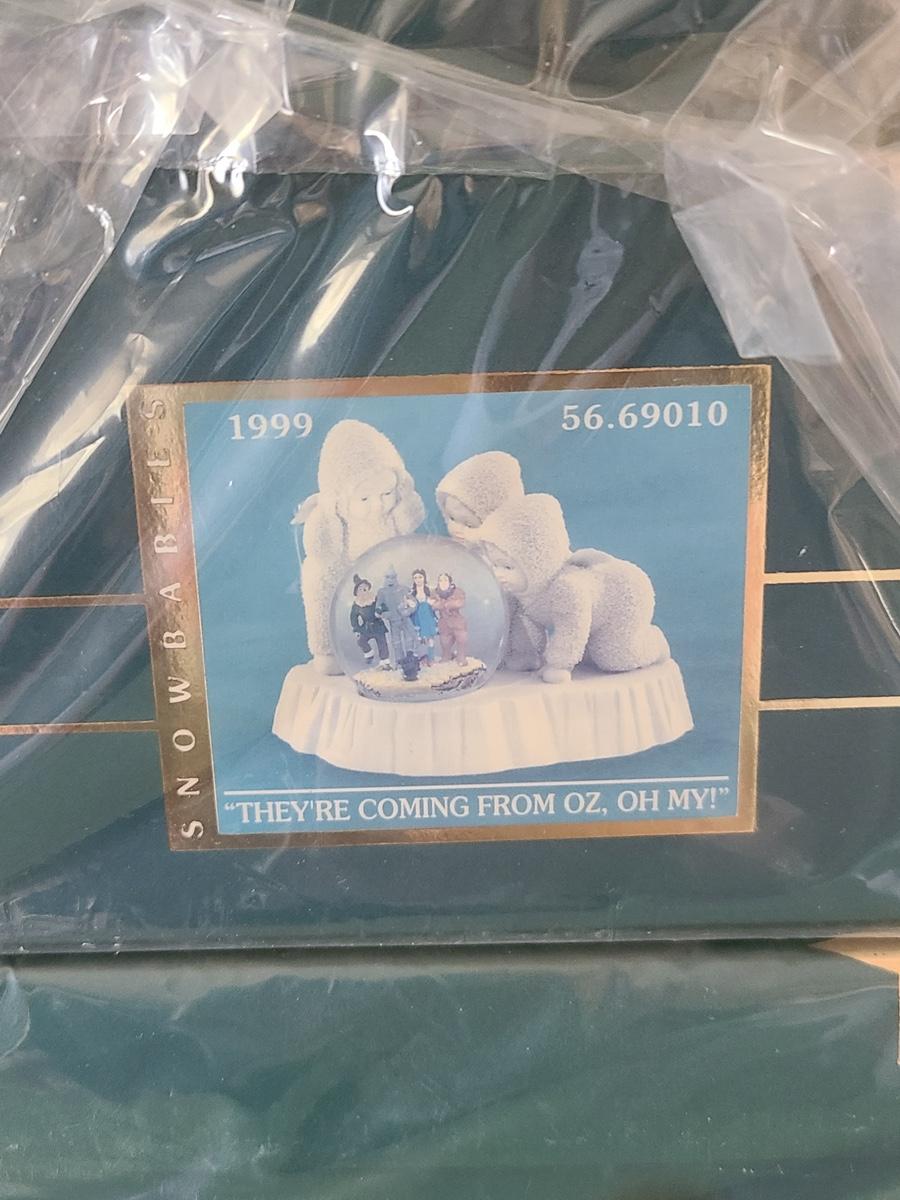 SNOWBABIES
1999
56.69010
"THEY'RE COMING FROM OZ, OH MY!"